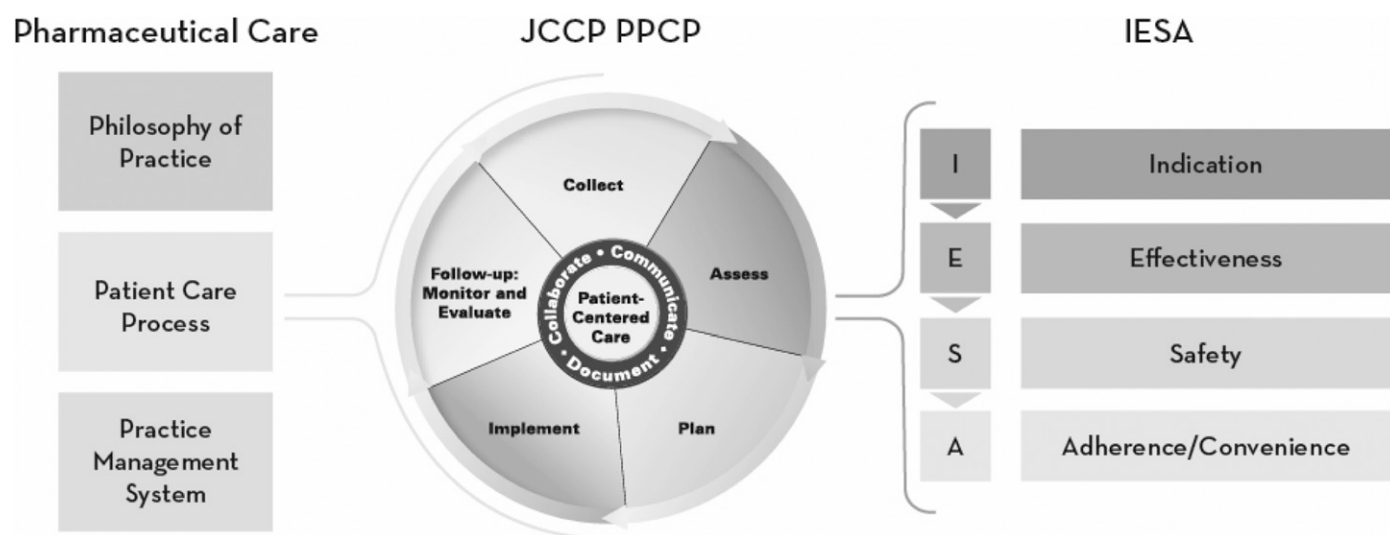 Pharmaceutical Care
Philosophy of
Practice
Patient Care
Process
Practice
Management
System
JCCP PPCP
Collect
Assess
Plan
Implement
Follow-up:
Monitor and
Evaluate
Collaborate • Communicate • Document •
Patient-
Centered
Care
IESA
I
Indication
E
Effectiveness
S
Safety
A
Adherence/Convenience